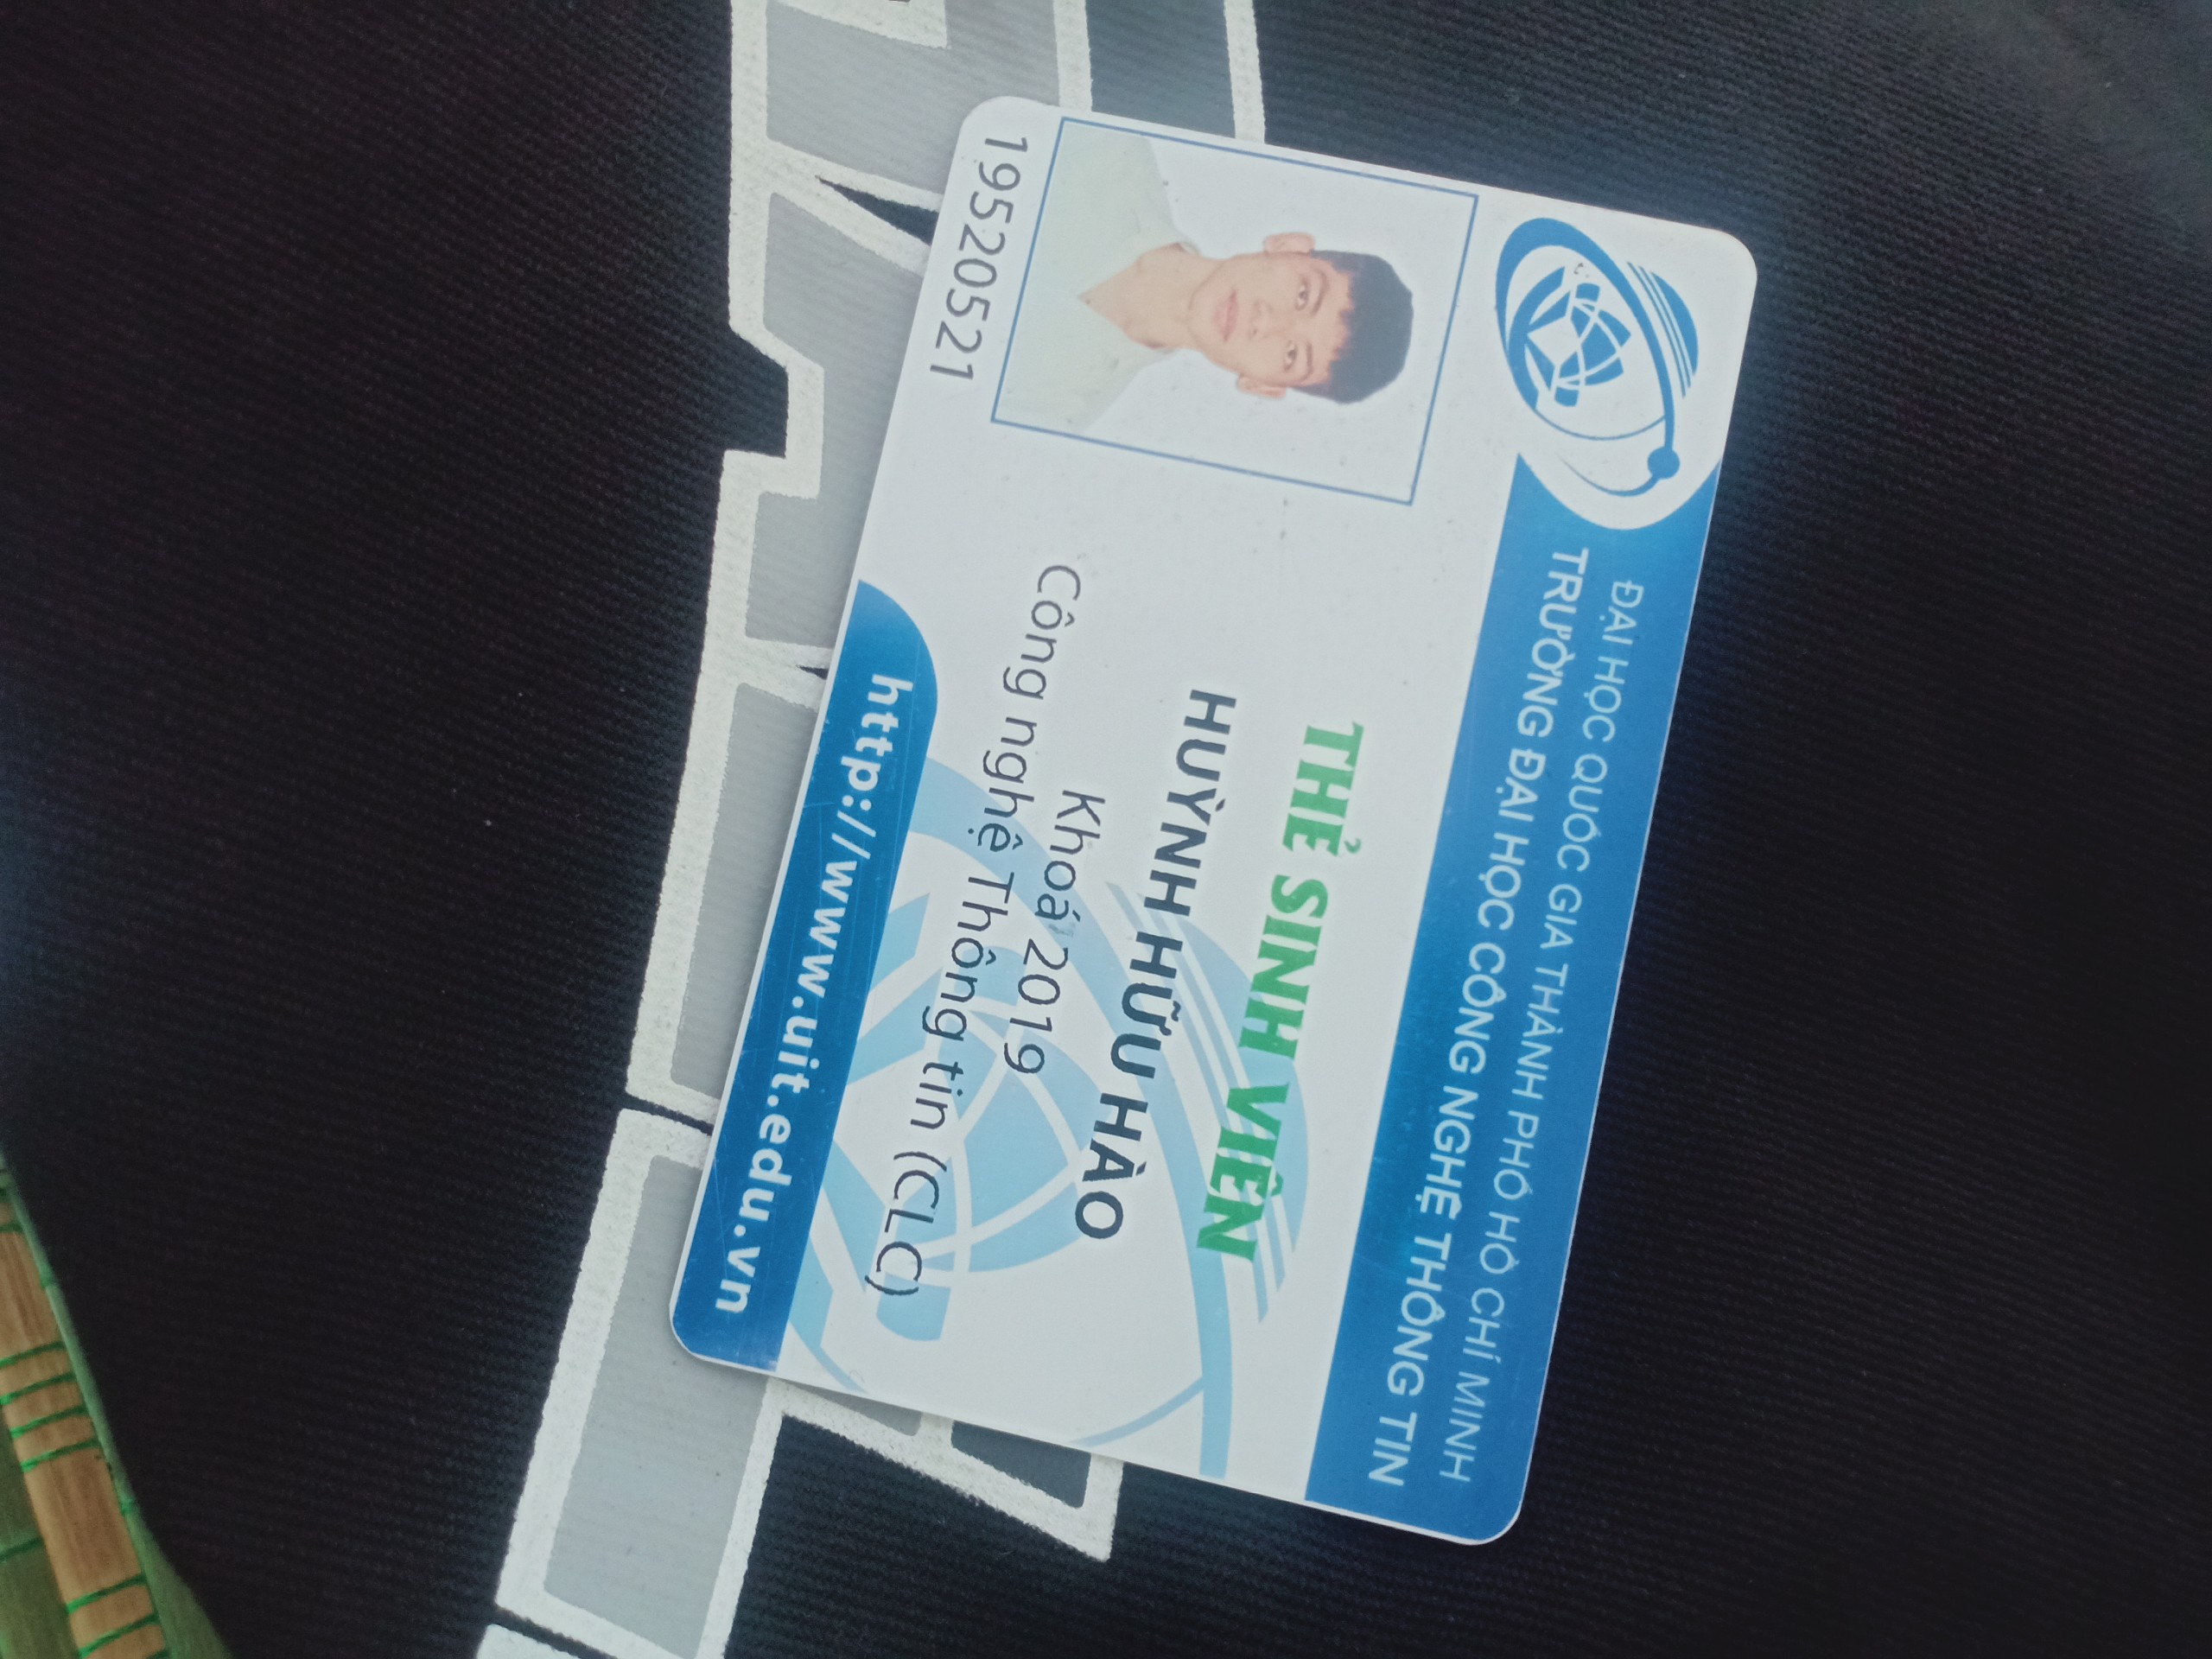 ĐẠI HỌC QUỐC GIA THÀNH PHỐ HỒ CHÍ MINH
TRƯỜNG ĐẠI HỌC CÔNG NGHỆ THÔNG TIN
THẺ SINH VIÊN
HUỲNH HỮU HÀO
Khoá 2019
Công nghệ Thông tin (CLC)
19520521
http://www.uit.edu.vn